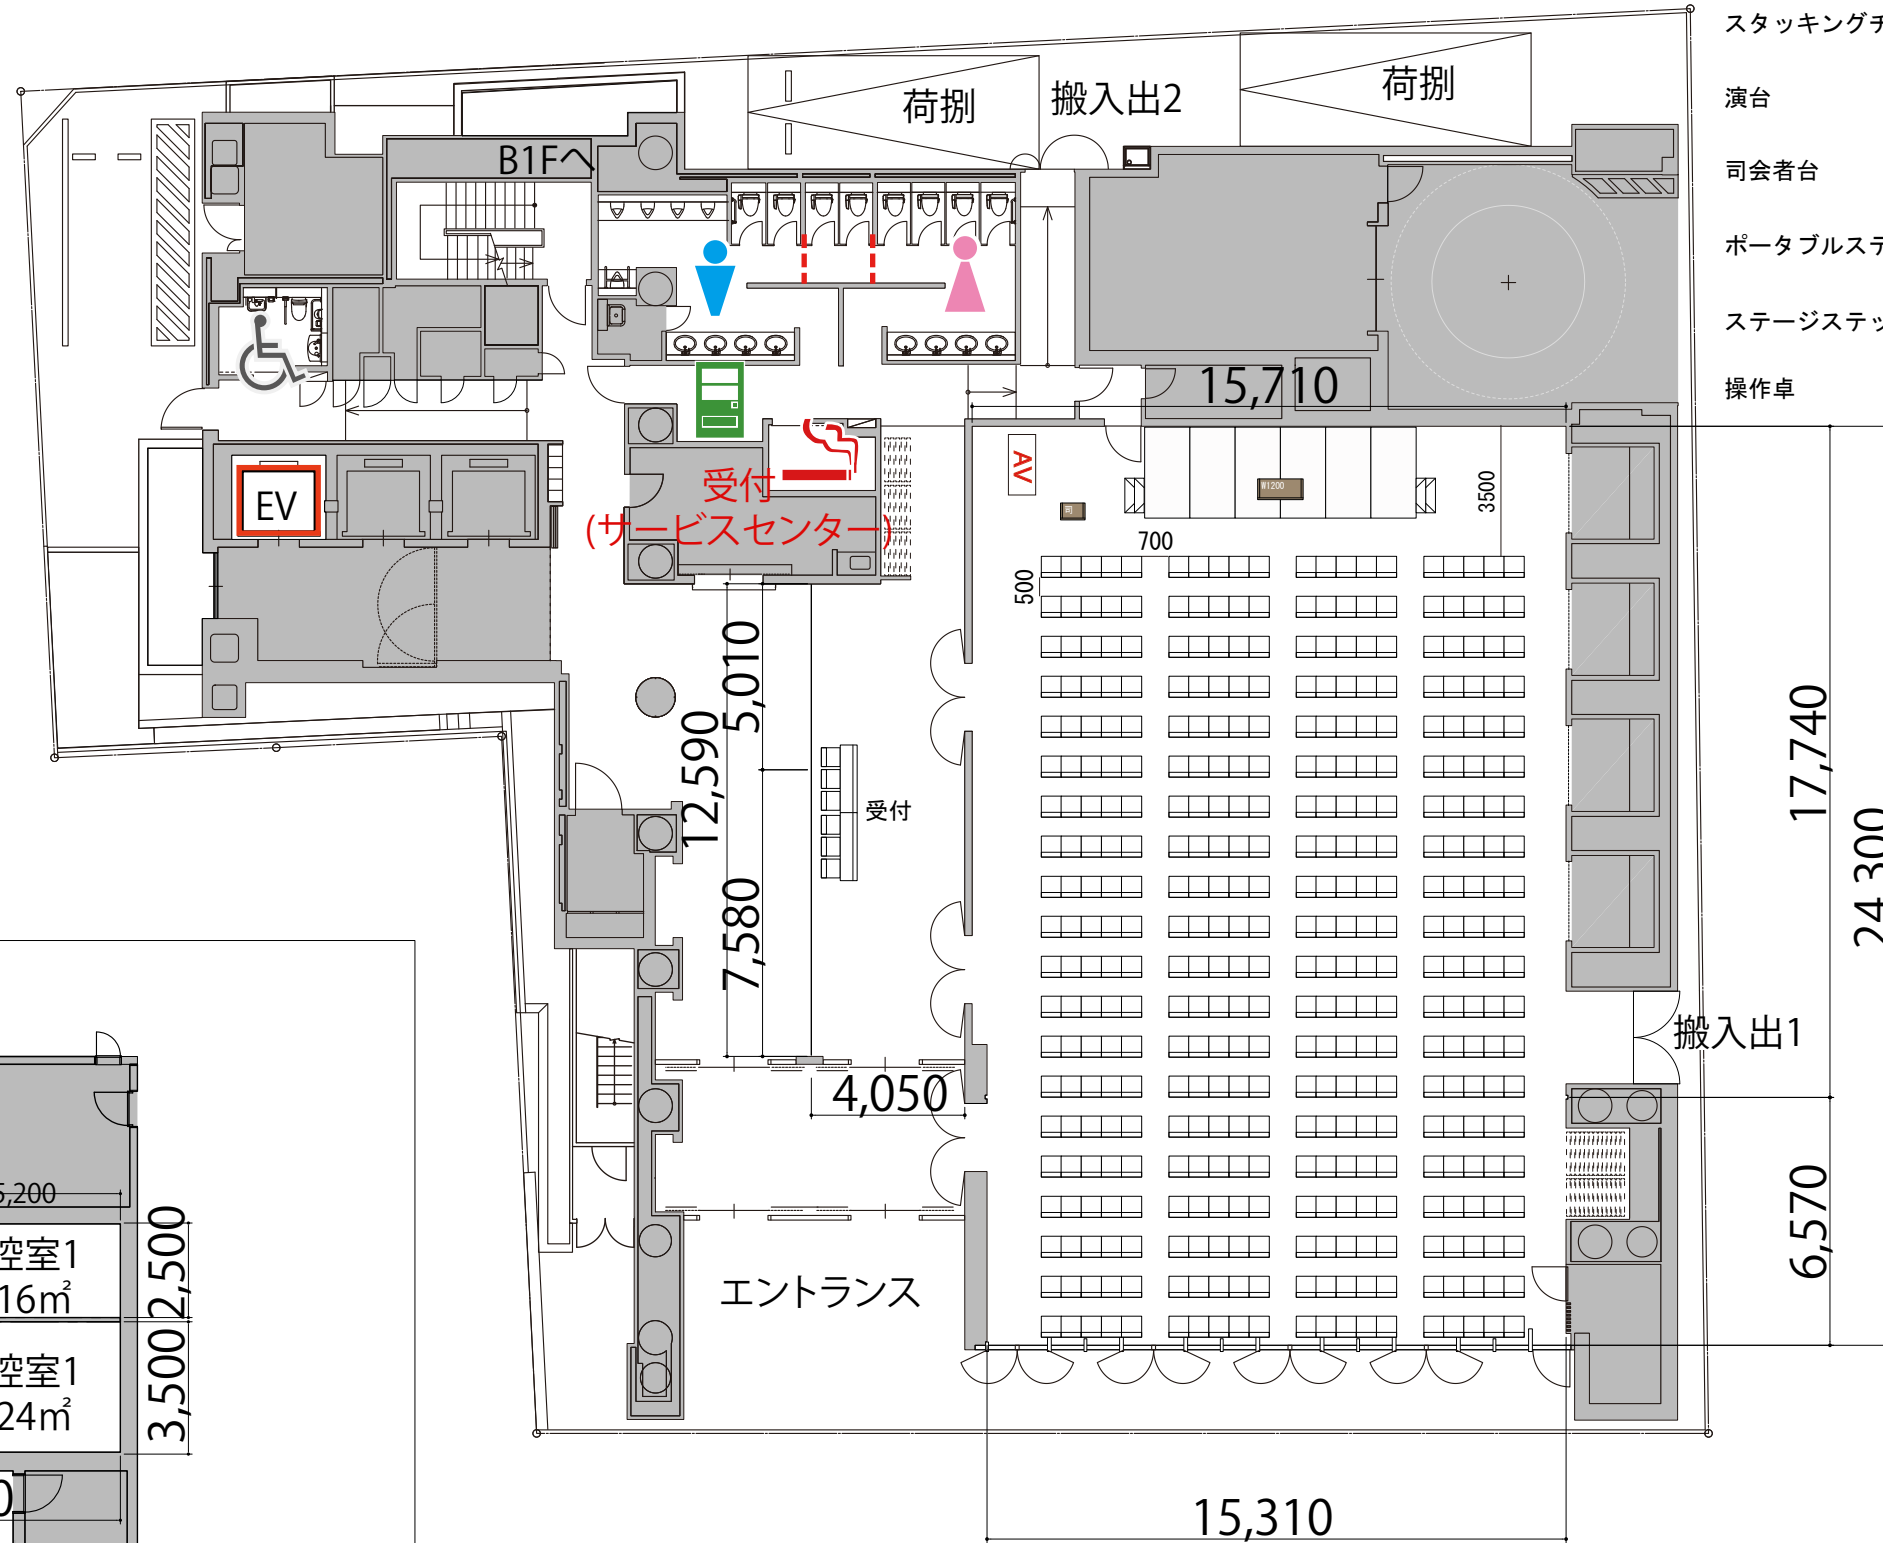 スタッキングチ
荷捌
搬入出2
荷捌
演台
B1Fへ
司会者台
ポータブルステ
ステージステッ
操作卓
15,710
AV
EV
受付
(サービスセンター)
W1200
司
3500
700
500
5,010
12,590
17,740
受付
24,300
7,580
搬入出1
4,050
6,570
5,200
控室1
16㎡
2,500
エントランス
控室1
24㎡
3,500
0
15,310